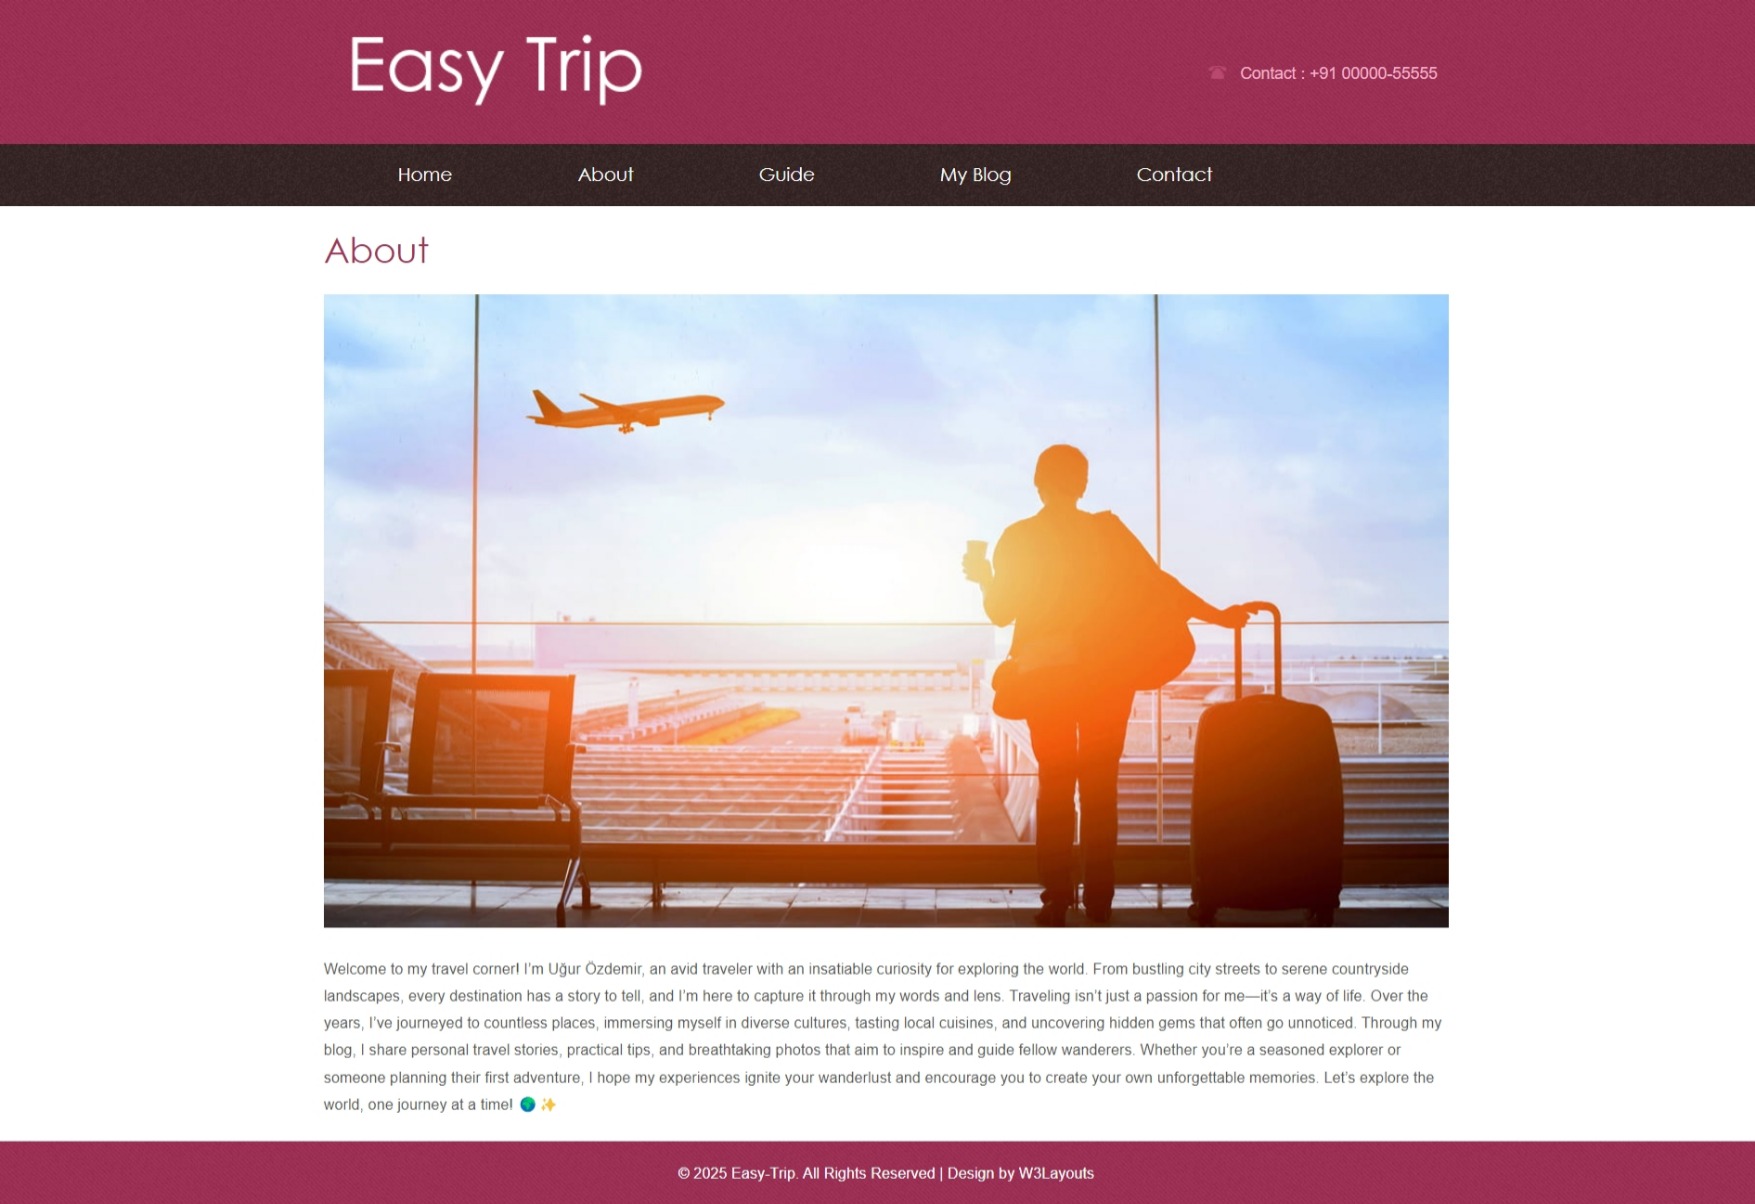 Easy Trip
Contact : +91 00000-55555
Home About Guide My Blog Contact
About
Welcome to my travel corner! I’m Uğur Özdemir, an avid traveler with an insatiable curiosity for exploring the world. From bustling city streets to serene countryside
landscapes, every destination has a story to tell, and I’m here to capture it through my words and lens. Traveling isn’t just a passion for me—it’s a way of life. Over the
years, I’ve journeyed to countless places, immersing myself in diverse cultures, tasting local cuisines, and uncovering hidden gems that often go unnoticed. Through my
blog, I share personal travel stories, practical tips, and breathtaking photos that aim to inspire and guide fellow wanderers. Whether you’re a seasoned explorer or
someone planning their first adventure, I hope my experiences ignite your wanderlust and encourage you to create your own unforgettable memories. Let’s explore the
world, one journey at a time! 🌍 ✨
© 2025 Easy-Trip. All Rights Reserved | Design by W3Layouts